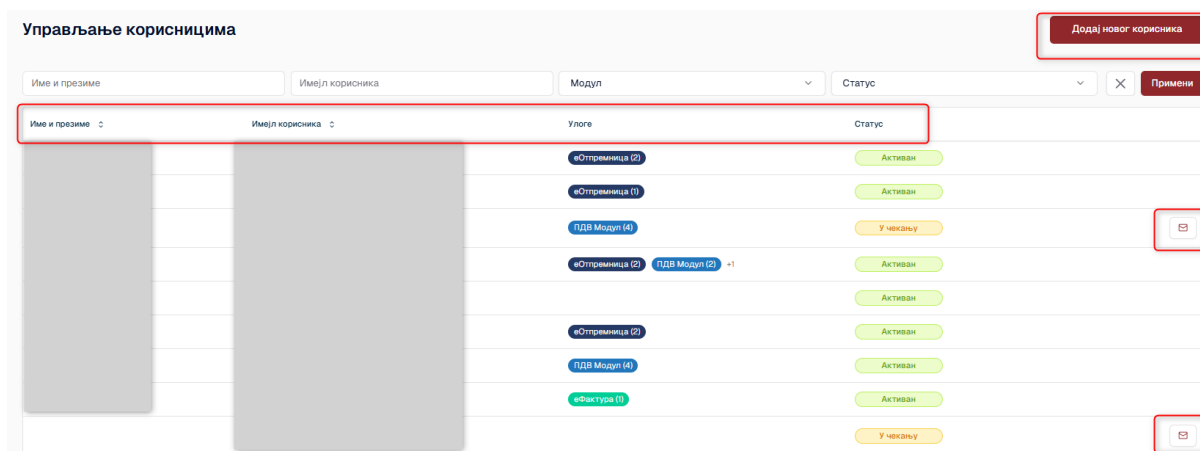 Управљање корисницима
Додај новог корисника
Име и презиме Имејл корисника Модул Статус Примени
Име и презиме Имејл корисника Улоге Статус
еОтпремница (2) Активан
еОтпремница (1) Активан
ПДВ Модул (4) У чекању
еОтпремница (2) ПДВ Модул (2) +1 Активан
Активан
еОтпремница (2) Активан
ПДВ Модул (4) Активан
еФактура (1) Активан
У чекању